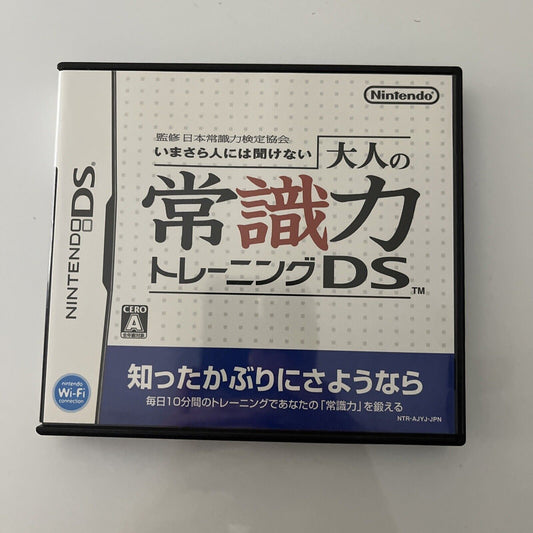 Nintendo
監修 日本常識力検定協会
いまさら人には聞けない
大人の
常識力
トレーニングDS™
NINTENDODS™
CERO
A
全年齢対象
nintendo
Wi-Fi
connection
知ったかぶりにさようなら
毎日10分間のトレーニングであなたの「常識力」を鍛える
NTR-AJYJ-JPN